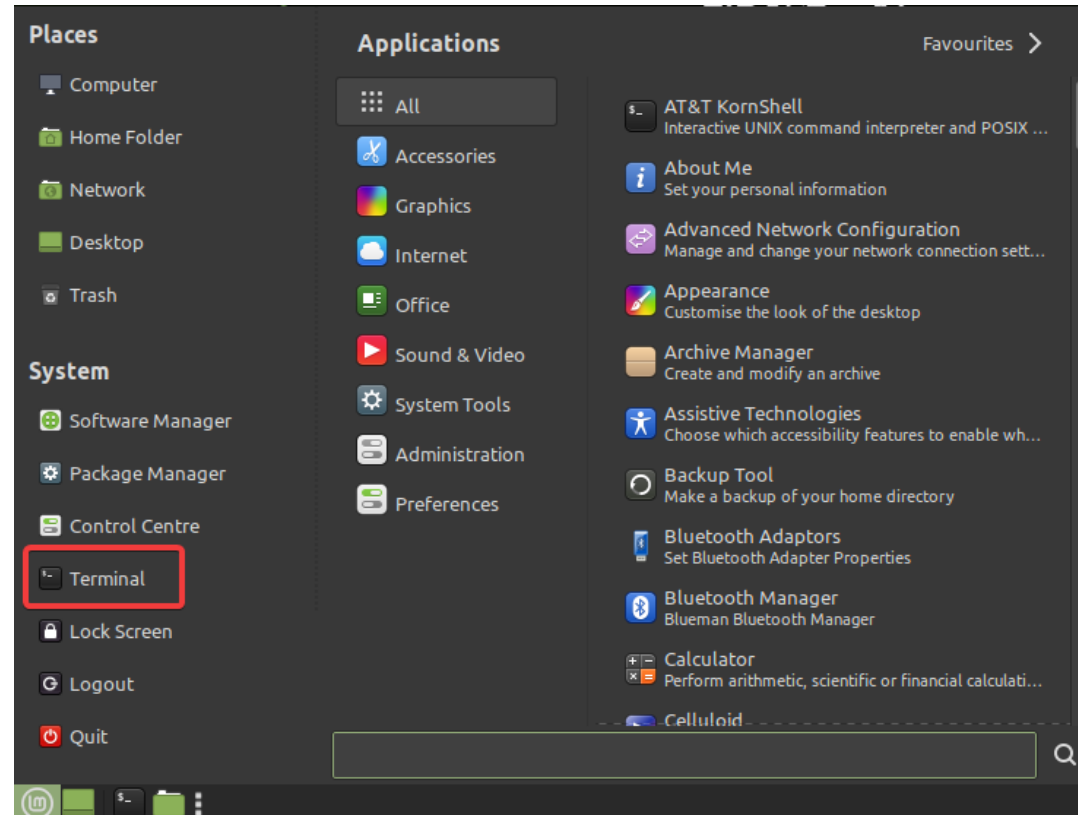 Places
Computer
Home Folder
Network
Desktop
Trash
System
Software Manager
Package Manager
Control Centre
Terminal
Lock Screen
Logout
Quit
Applications
Favourites
All
Accessories
Graphics
Internet
Office
Sound & Video
System Tools
Administration
Preferences
AT&T KornShell
Interactive UNIX command interpreter and POSIX ...
About Me
Set your personal information
Advanced Network Configuration
Manage and change your network connection sett...
Appearance
Customise the look of the desktop
Archive Manager
Create and modify an archive
Assistive Technologies
Choose which accessibility features to enable wh...
Backup Tool
Make a backup of your home directory
Bluetooth Adaptors
Set Bluetooth Adapter Properties
Bluetooth Manager
Blueman Bluetooth Manager
Calculator
Perform arithmetic, scientific or financial calculati...
Celluloid